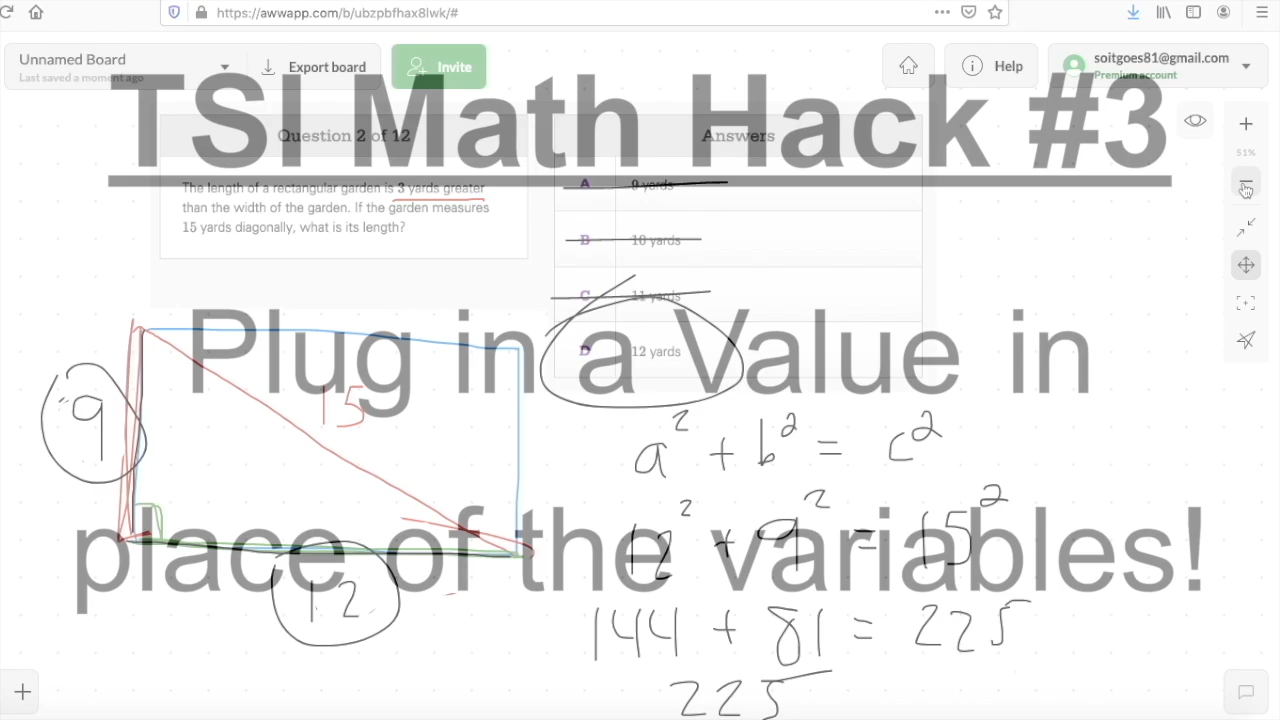 https://awwapp.com/b/ubzpbfhax8lwk/#
Unnamed Board
Last saved a moment ago
Export board
Invite
Help
soitgoes81@gmail.com
Premium account
TSI Math Hack #3
51%
Question 2 of 12
The length of a rectangular garden is 3 yards greater
than the width of the garden. If the garden measures
15 yards diagonally, what is its length?
Answers
A 9 yards
B 10 yards
C 11 yards
D 12 yards
Plug in a Value in
place of the variables!
9
15
12
a² + b² = c²
12² + 9² = 15²
144 + 81 = 225
225